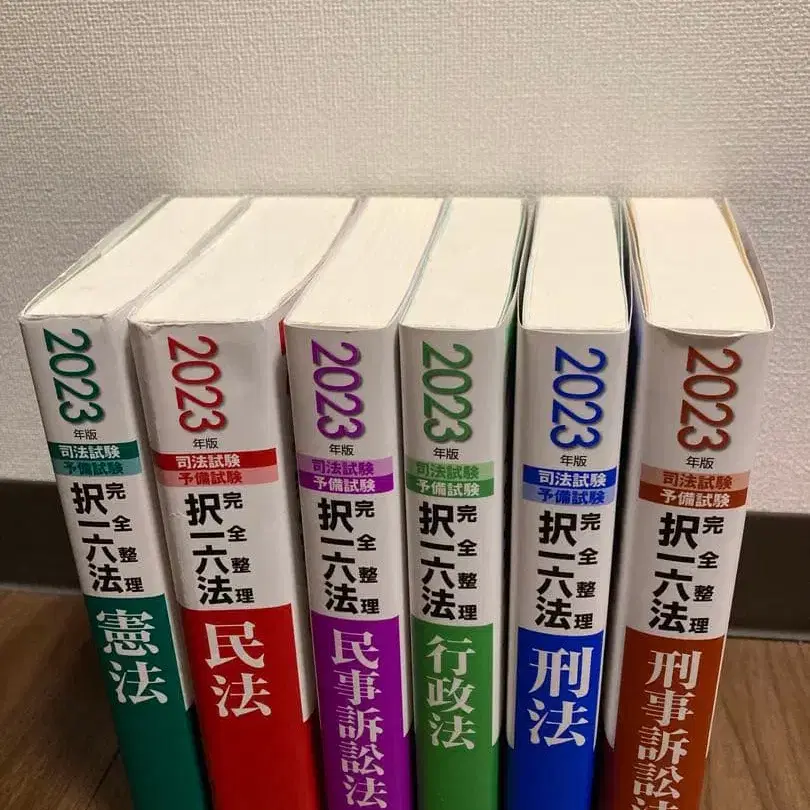 2023
年版
司法試験
予備試験
完全整理
択一六法
憲法
2023
年版
司法試験
予備試験
完全整理
択一六法
民法
2023
年版
司法試験
予備試験
完全整理
択一六法
民事訴訟法
2023
年版
司法試験
予備試験
完全整理
択一六法
行政法
2023
年版
司法試験
予備試験
完全整理
択一六法
刑法
2023
年版
司法試験
予備試験
完全整理
択一六法
刑事訴訟法